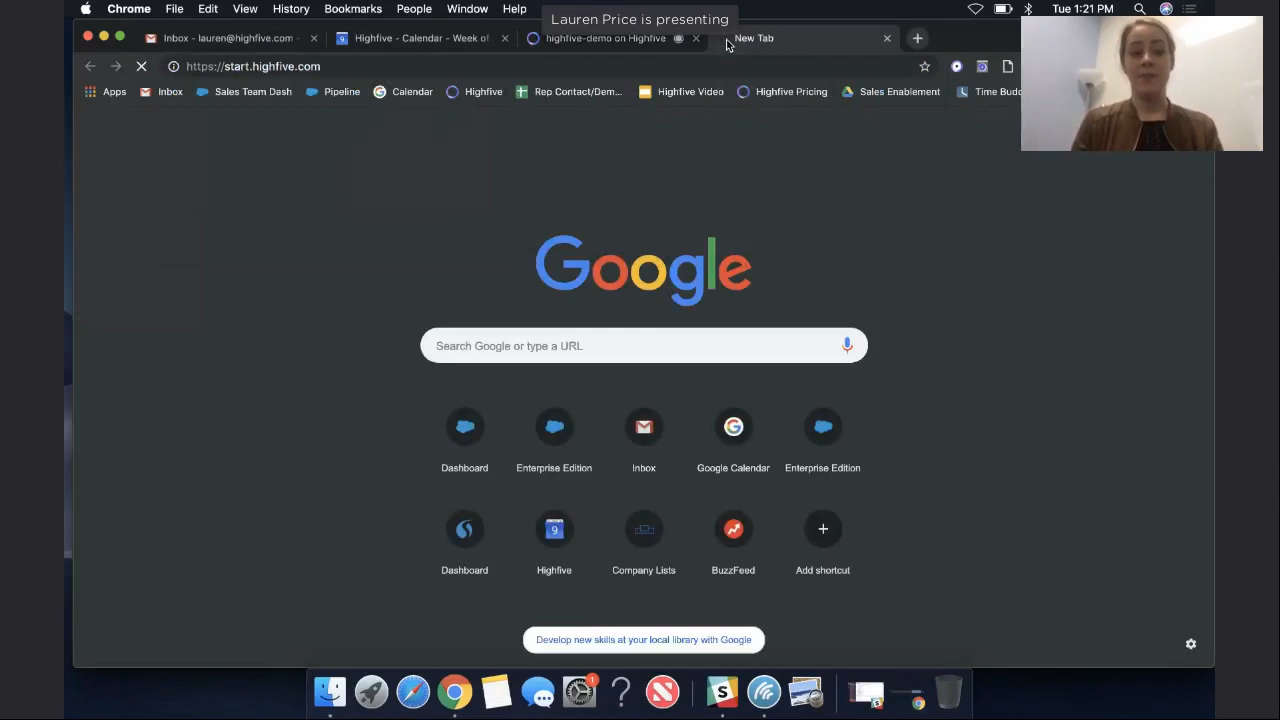 Chrome File Edit View History Bookmarks People Window Help
Lauren Price is presenting
Tue 1:21 PM
Inbox - lauren@highfive.com -
Highfive - Calendar - Week of
highfive-demo on Highfive
New Tab
https://start.highfive.com
Apps Inbox Sales Team Dash Pipeline Calendar Highfive Rep Contact/Dem... Highfive Video Highfive Pricing Sales Enablement Time Budg
Google
Search Google or type a URL
Dashboard Enterprise Edition Inbox Google Calendar Enterprise Edition
9
Dashboard Highfive Company Lists BuzzFeed Add shortcut
Develop new skills at your local library with Google